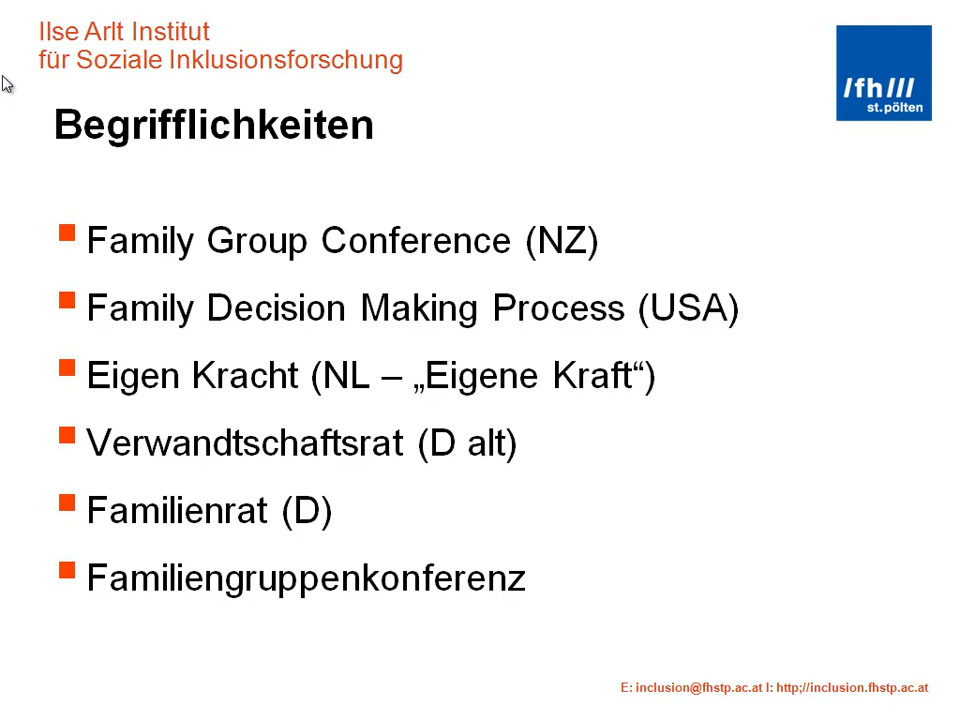 Ilse Arlt Institut
für Soziale Inklusionsforschung
/fh///
st.pölten
Begrifflichkeiten
Family Group Conference (NZ)
Family Decision Making Process (USA)
Eigen Kracht (NL – „Eigene Kraft“)
Verwandtschaftsrat (D alt)
Familienrat (D)
Familiengruppenkonferenz
E: inclusion@fhstp.ac.at I: http;//inclusion.fhstp.ac.at